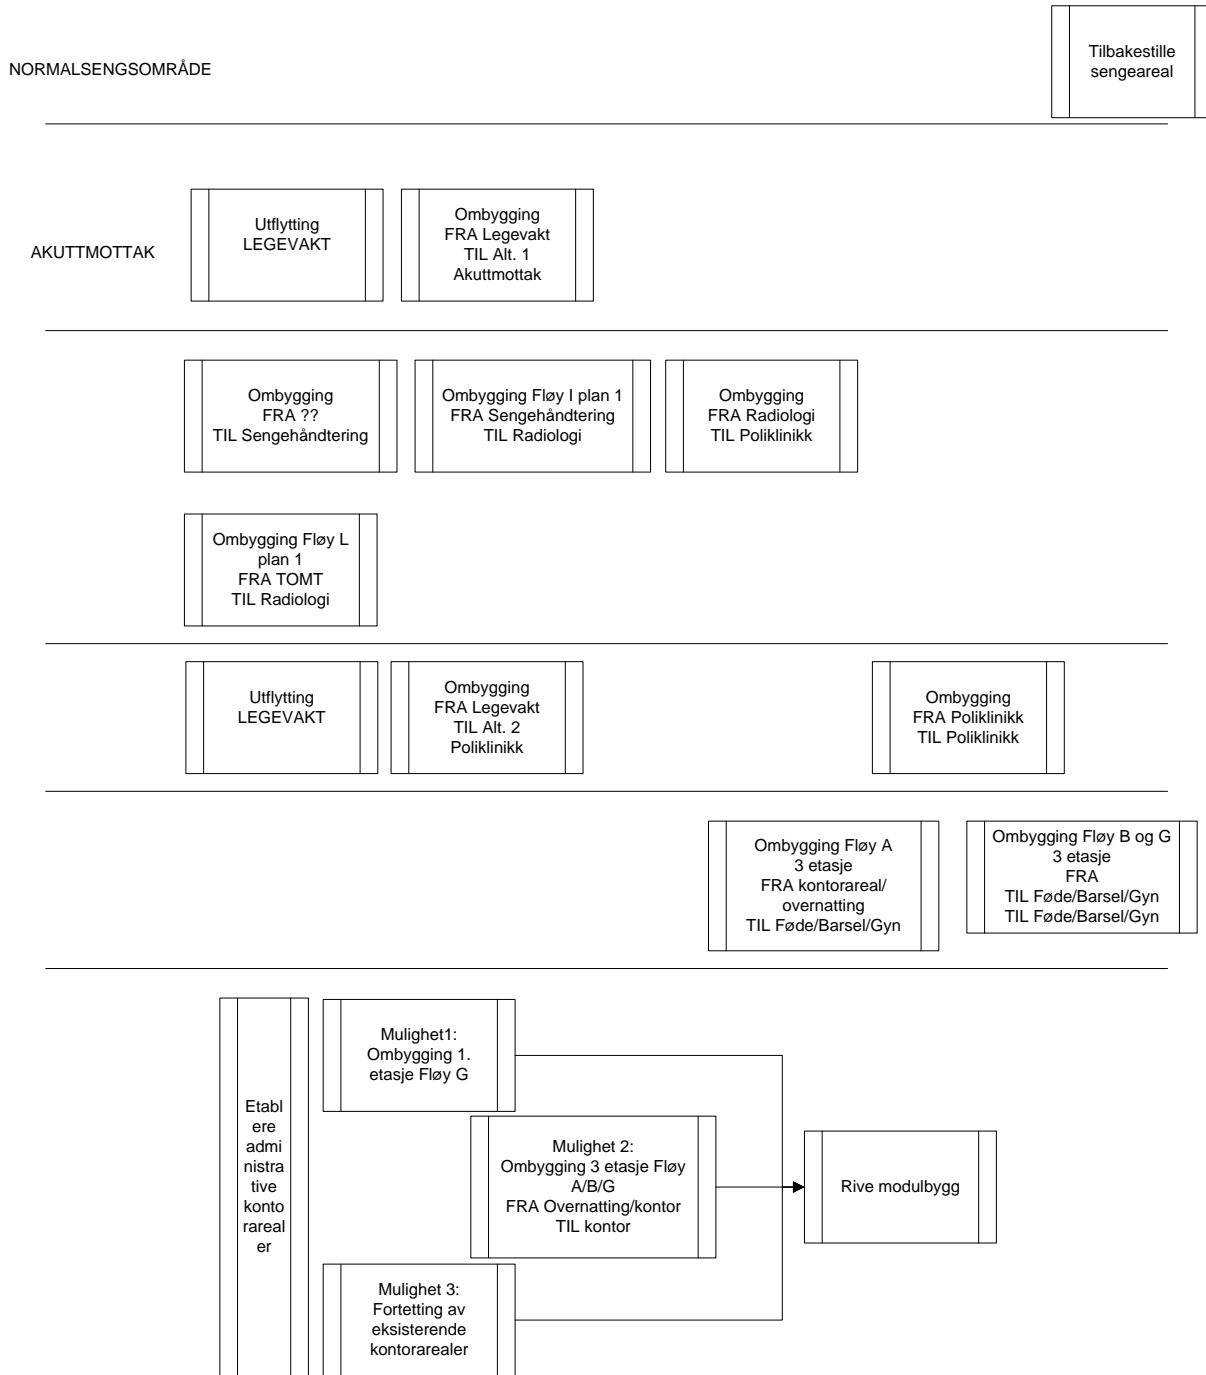 Tilbakestille
sengeareal
NORMALSENGSOMRÅDE
AKUTTMOTTAK
Utflytting
LEGEVAKT
Ombygging
FRA Legevakt
TIL Alt. 1
Akuttmottak
Ombygging
FRA ??
TIL Sengehåndtering
Ombygging Fløy I plan 1
FRA Sengehåndtering
TIL Radiologi
Ombygging
FRA Radiologi
TIL Poliklinikk
Ombygging Fløy L
plan 1
FRA TOMT
TIL Radiologi
Utflytting
LEGEVAKT
Ombygging
FRA Legevakt
TIL Alt. 2
Poliklinikk
Ombygging
FRA Poliklinikk
TIL Poliklinikk
Ombygging Fløy A
3 etasje
FRA kontorareal/
overnatting
TIL Føde/Barsel/Gyn
Ombygging Fløy B og G
3 etasje
FRA
TIL Føde/Barsel/Gyn
TIL Føde/Barsel/Gyn
Etabl
ere
admi
nistra
tive
konto
rareal
er
Mulighet1:
Ombygging 1.
etasje Fløy G
Mulighet 2:
Ombygging 3 etasje Fløy
A/B/G
FRA Overnatting/kontor
TIL kontor
Mulighet 3:
Fortetting av
eksisterende
kontorarealer
Rive modulbygg